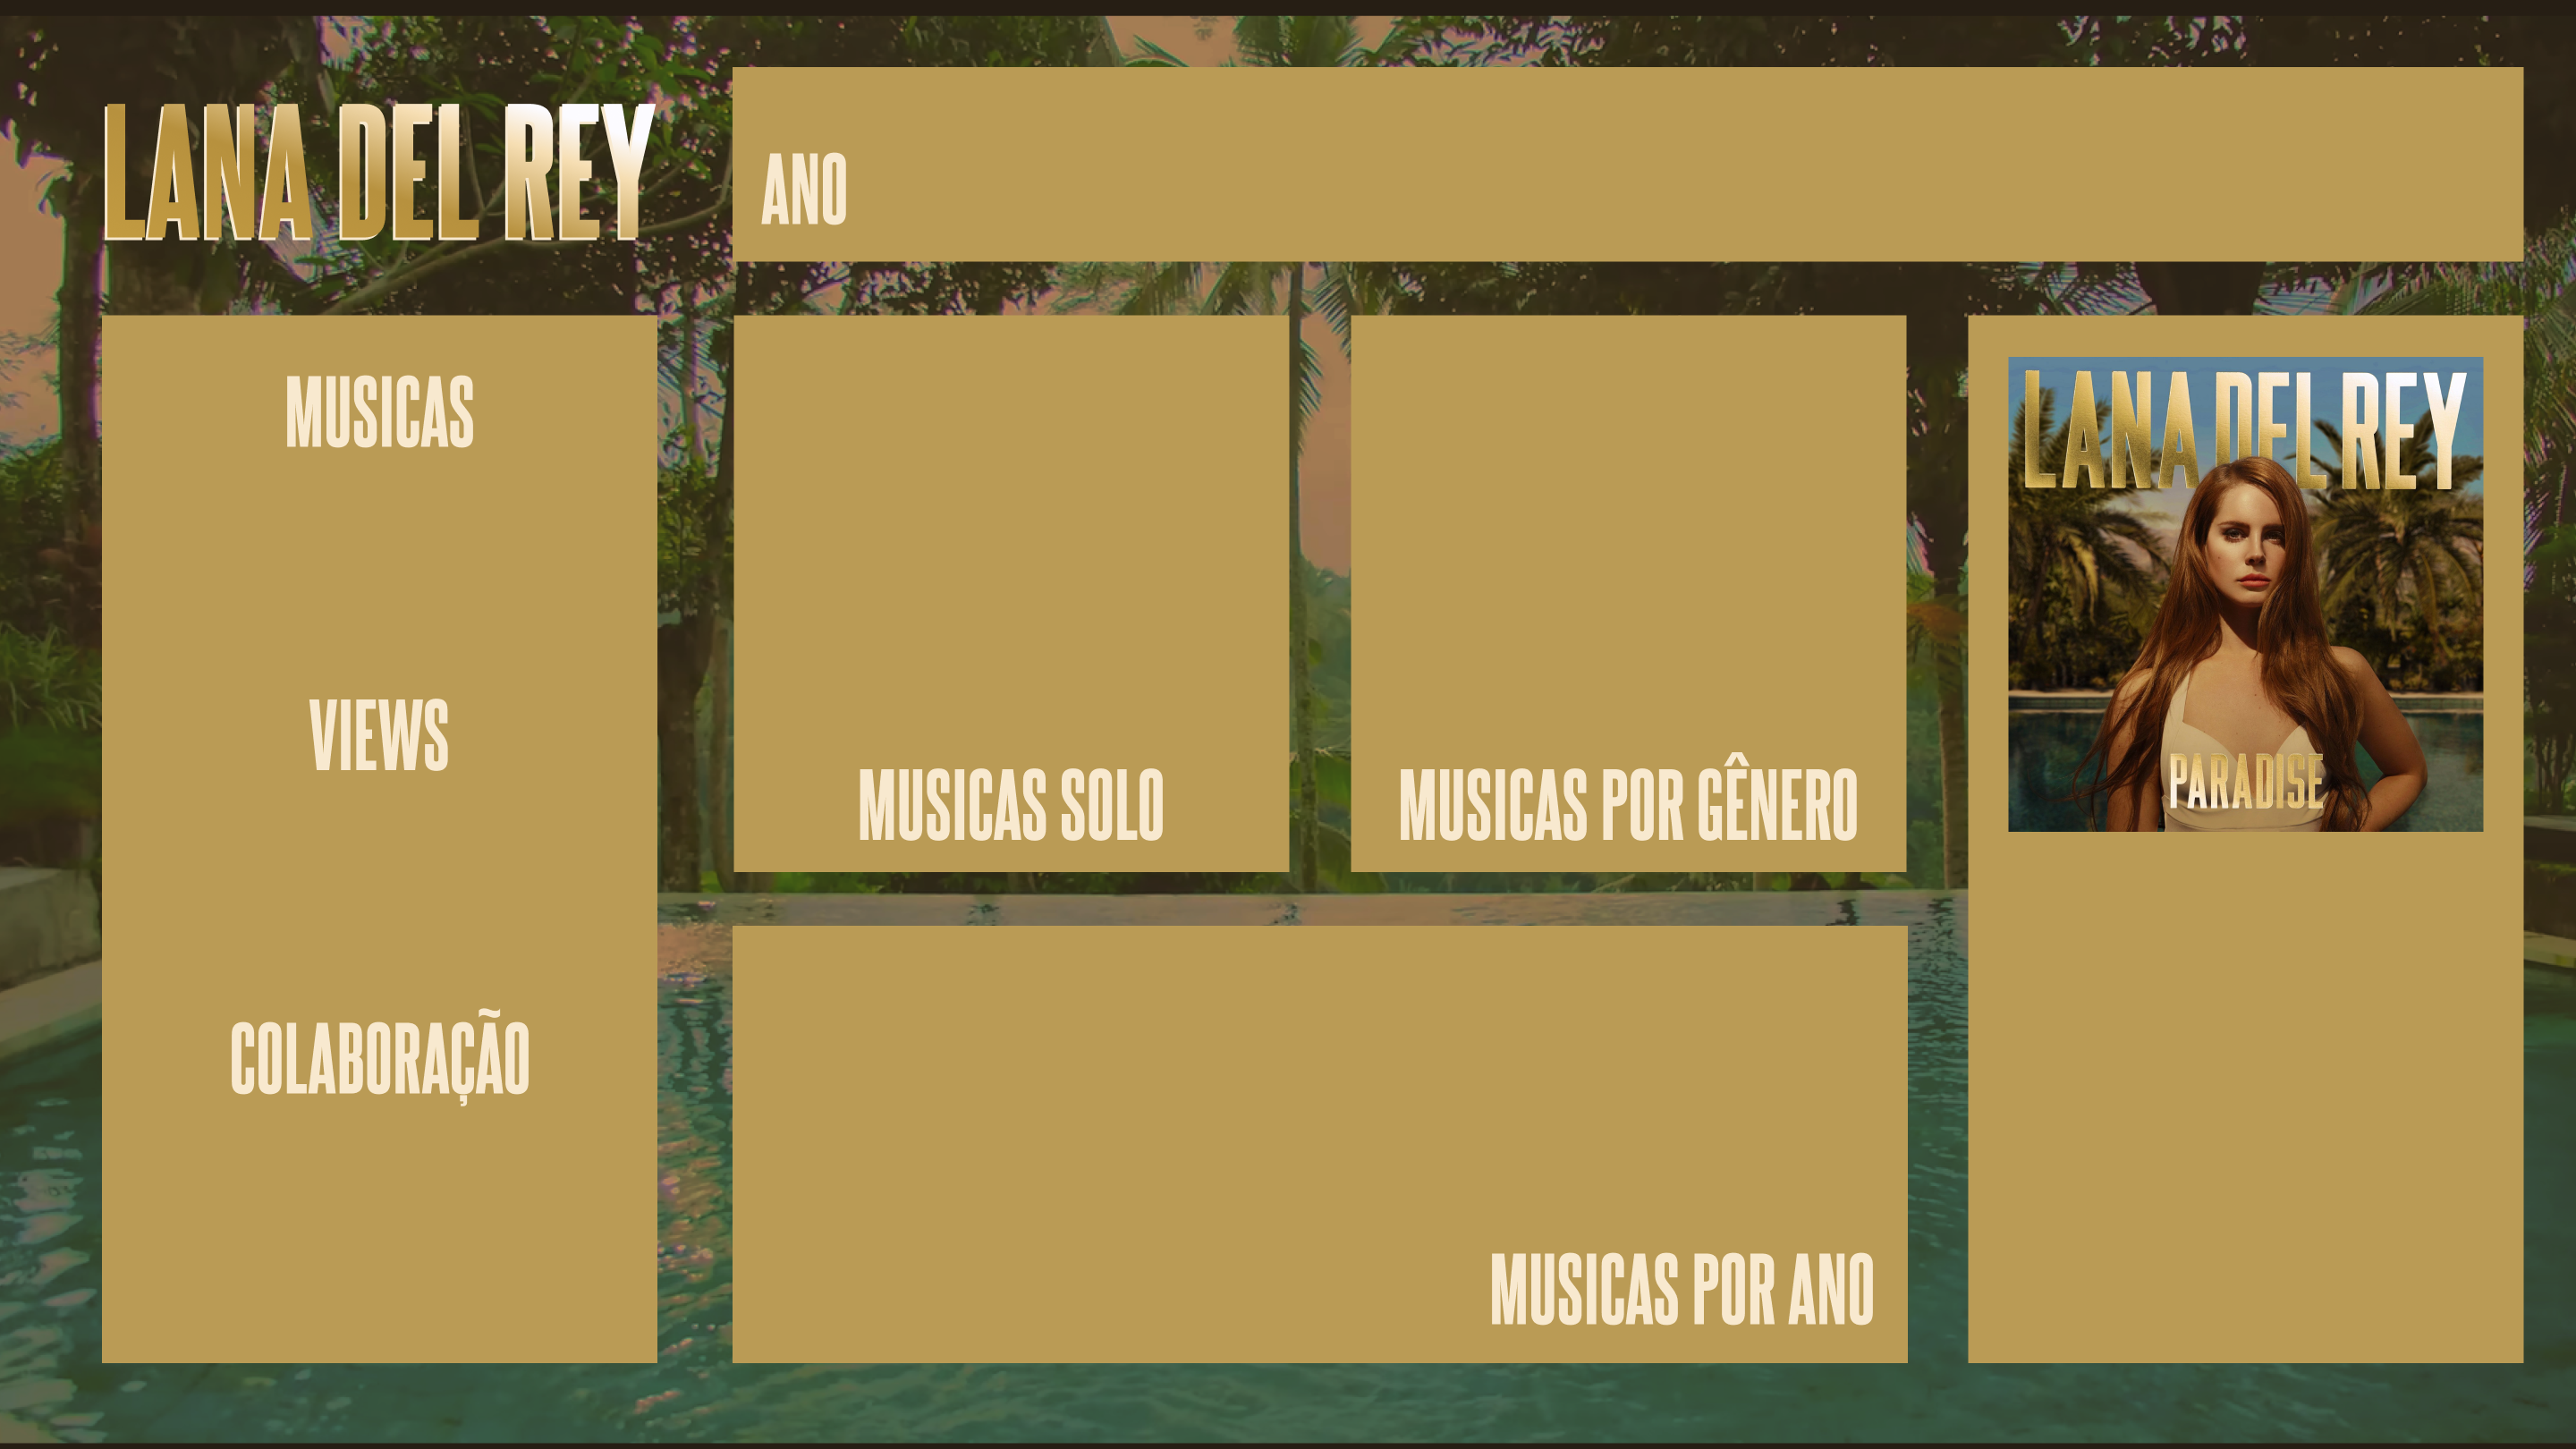 LANA DEL REY
ANO
MUSICAS
VIEWS
COLABORAÇÃO
MUSICAS SOLO
MUSICAS POR GÊNERO
MUSICAS POR ANO
LANA DEL REY
PARADISE